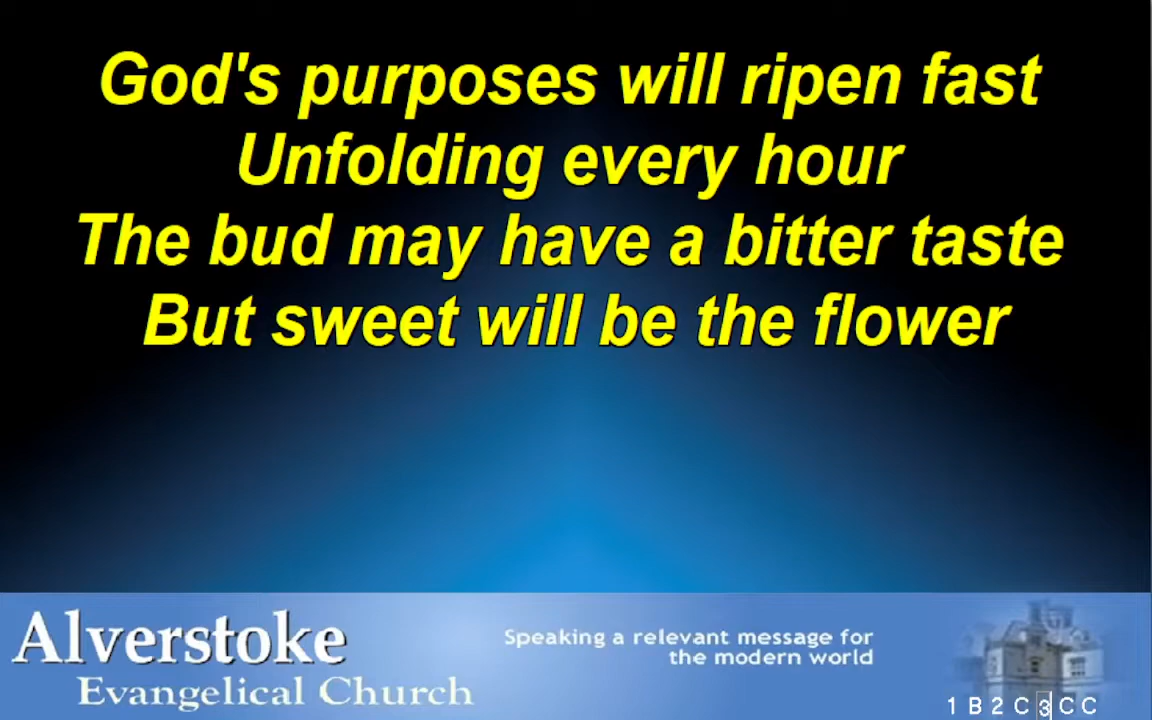 God's purposes will ripen fast
Unfolding every hour
The bud may have a bitter taste
But sweet will be the flower
Alverstoke
Evangelical Church
Speaking a relevant message for
the modern world
1 B 2 C 3 C C